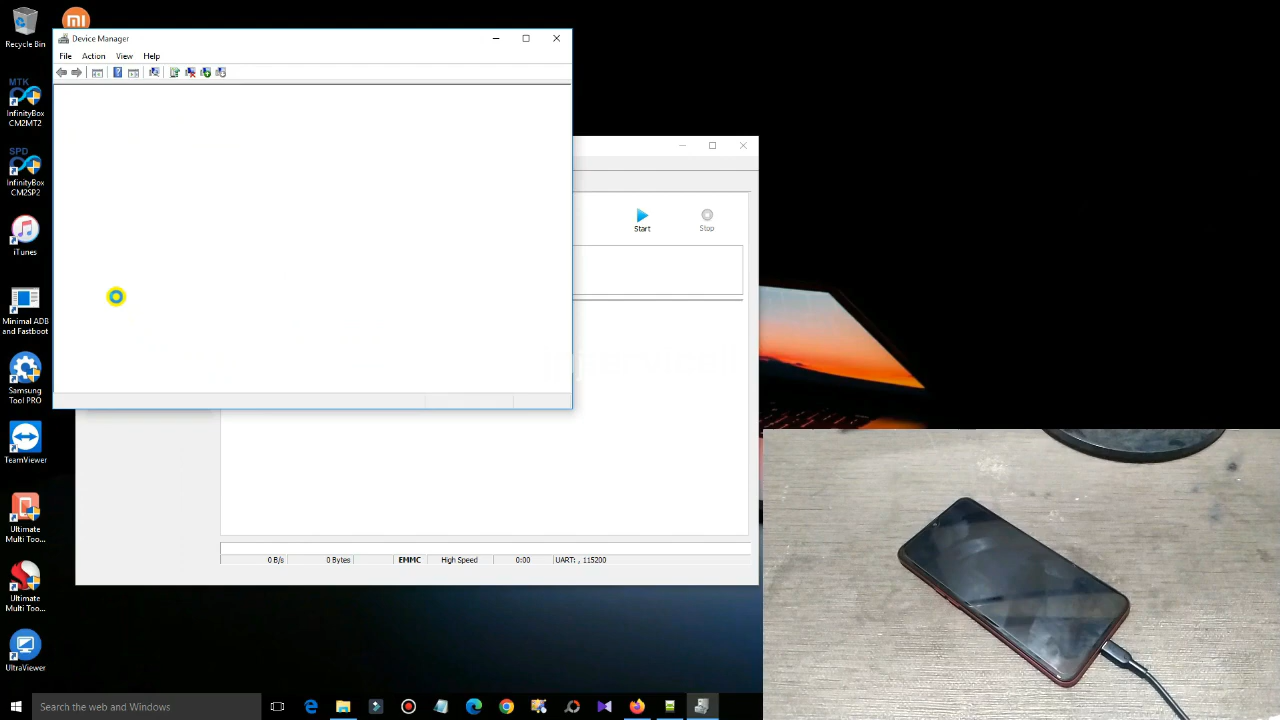 Recycle Bin
MTK
InfinityBox
CM2MT2
SPD
InfinityBox
CM2SP2
iTunes
Minimal ADB
and Fastboot
Samsung
Tool PRO
TeamViewer
Ultimate
Multi Too...
Ultimate
Multi Too...
UltraViewer
Device Manager
File Action View Help
Start
Stop
0 B/s
0 Bytes
EMMC
High Speed
0:00
UART: , 115200
Search the web and Windows